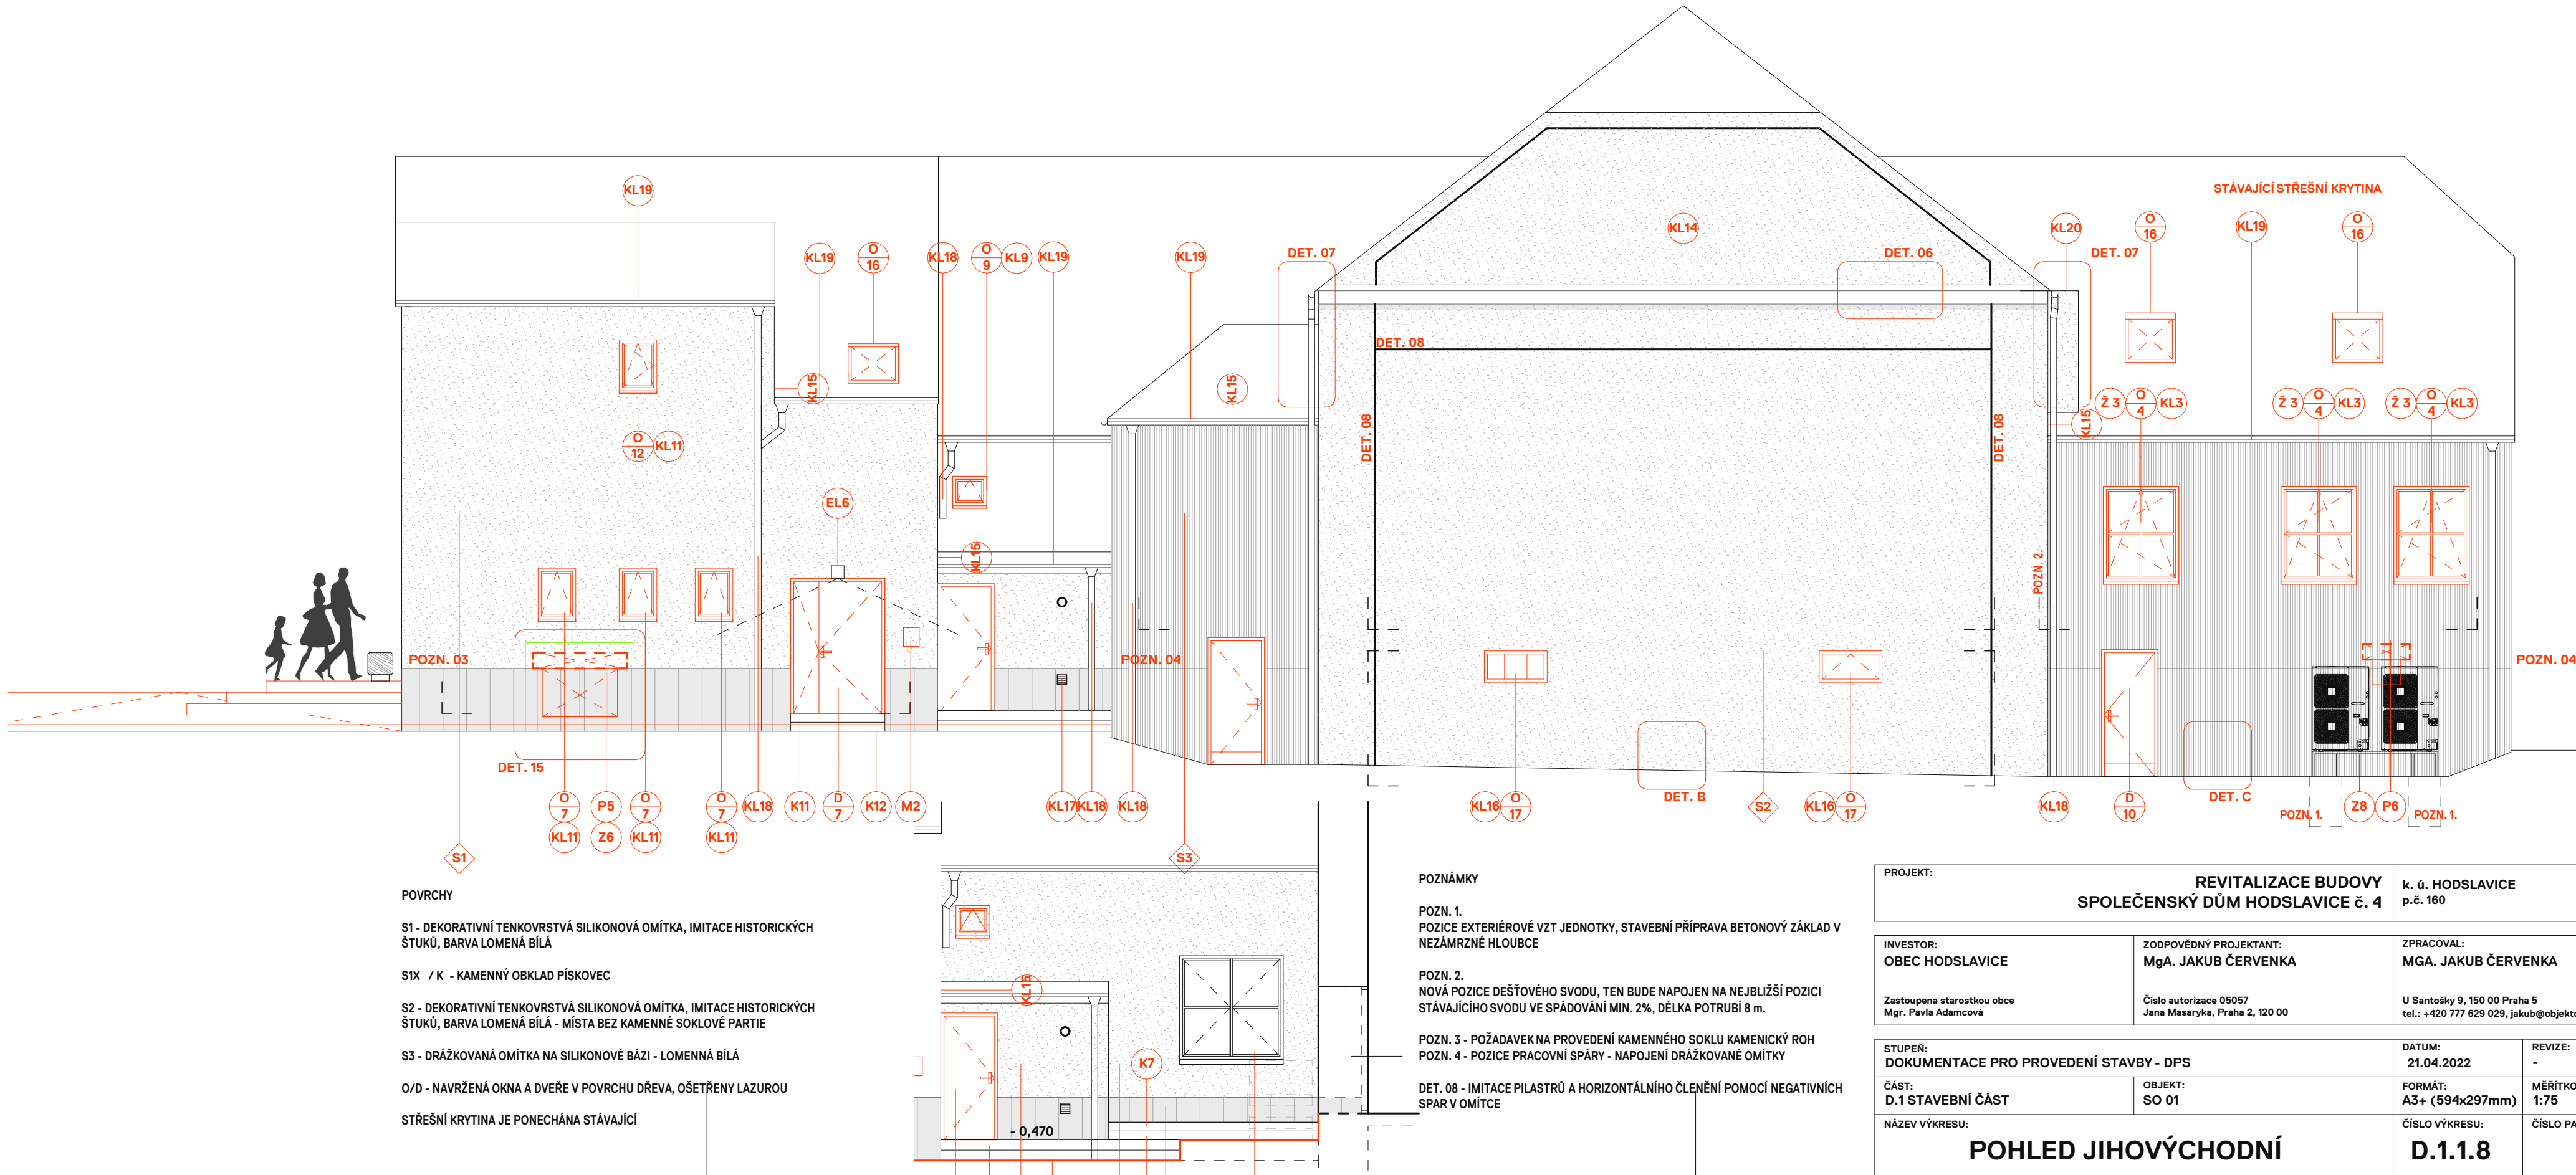 STÁVAJÍCÍ STŘEŠNÍ KRYTINA
KL19
KL19
O
16
KL18
O
9
KL9
KL19
KL19
DET. 07
KL14
DET. 06
KL20
DET. 07
O
16
KL19
O
16
DET. 08
KL15
KL15
DET. 08
DET. 08
KL15
Ž 3
O
4
KL3
Ž 3
O
4
KL3
Ž 3
O
4
KL3
O
12
KL11
EL6
KL15
POZN. 2.
POZN. 03
POZN. 04
POZN. 04
DET. 15
O
7
KL11
P5
Z6
O
7
KL11
O
7
KL11
KL18
K11
D
7
K12
M2
KL17
KL18
KL18
KL16
O
17
DET. B
S2
KL16
O
17
KL18
D
10
DET. C
POZN. 1.
Z8
P6
POZN. 1.
S1
S3
POVRCHY
S1 - DEKORATIVNÍ TENKOVRSTVÁ SILIKONOVÁ OMÍTKA, IMITACE HISTORICKÝCH
ŠTUKŮ, BARVA LOMENÁ BÍLÁ
S1X / K - KAMENNÝ OBKLAD PÍSKOVEC
S2 - DEKORATIVNÍ TENKOVRSTVÁ SILIKONOVÁ OMÍTKA, IMITACE HISTORICKÝCH
ŠTUKŮ, BARVA LOMENÁ BÍLÁ - MÍSTA BEZ KAMENNÉ SOKLOVÉ PARTIE
S3 - DRÁŽKOVANÁ OMÍTKA NA SILIKONOVÉ BÁZI - LOMENNÁ BÍLÁ
O/D - NAVRŽENÁ OKNA A DVEŘE V POVRCHU DŘEVA, OŠETŘENY LAZUROU
STŘEŠNÍ KRYTINA JE PONECHÁNA STÁVAJÍCÍ
KL15
K7
- 0,470
POZNÁMKY
POZN. 1.
POZICE EXTERIÉROVÉ VZT JEDNOTKY, STAVEBNÍ PŘÍPRAVA BETONOVÝ ZÁKLAD V
NEZÁMRZNÉ HLOUBCE
POZN. 2.
NOVÁ POZICE DEŠŤOVÉHO SVODU, TEN BUDE NAPOJEN NA NEJBLIŽŠÍ POZICI
STÁVAJÍCÍHO SVODU VE SPÁDOVÁNÍ MIN. 2%, DÉLKA POTRUBÍ 8 m.
POZN. 3 - POŽADAVEK NA PROVEDENÍ KAMENNÉHO SOKLU KAMENICKÝ ROH
POZN. 4 - POZICE PRACOVNÍ SPÁRY - NAPOJENÍ DRÁŽKOVANÉ OMÍTKY
DET. 08 - IMITACE PILASTRŮ A HORIZONTÁLNÍHO ČLENĚNÍ POMOCÍ NEGATIVNÍCH
SPAR V OMÍTCE
PROJEKT:
REVITALIZACE BUDOVY
SPOLEČENSKÝ DŮM HODSLAVICE č. 4
k. ú. HODSLAVICE
p.č. 160
INVESTOR:
OBEC HODSLAVICE
Zastoupena starostkou obce
Mgr. Pavla Adamcová
ZODPOVĚDNÝ PROJEKTANT:
MgA. JAKUB ČERVENKA
Číslo autorizace 05057
Jana Masaryka, Praha 2, 120 00
ZPRACOVAL:
MGA. JAKUB ČERVENKA
U Santošky 9, 150 00 Praha 5
tel.: +420 777 629 029, jakub@objekto
STUPEŇ:
DOKUMENTACE PRO PROVEDENÍ STAVBY - DPS
DATUM:
21.04.2022
REVIZE:
-
ČÁST:
D.1 STAVEBNÍ ČÁST
OBJEKT:
SO 01
FORMÁT:
A3+ (594x297mm)
MĚŘÍTKO
1:75
NÁZEV VÝKRESU:
POHLED JIHOVÝCHODNÍ
ČÍSLO VÝKRESU:
D.1.1.8
ČÍSLO PA